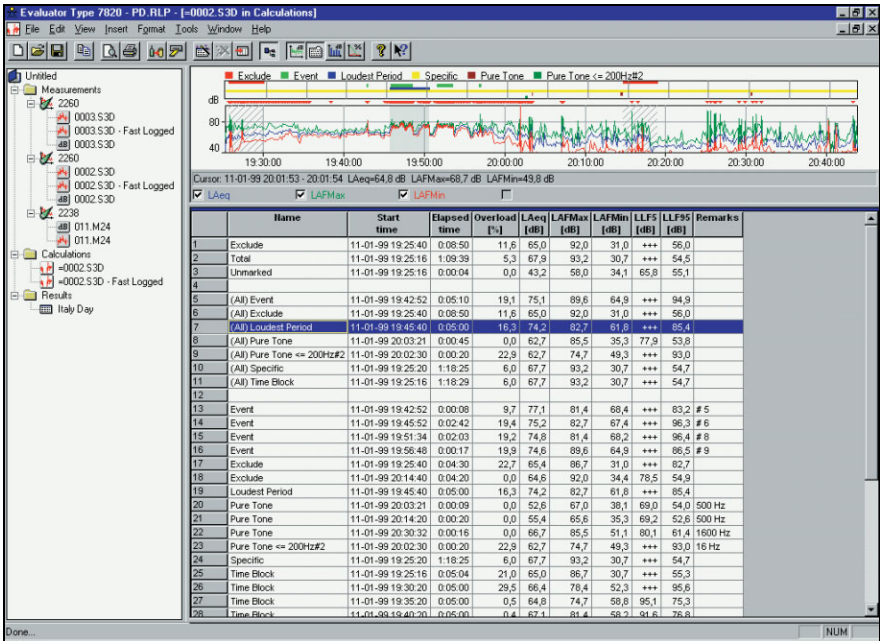 Evaluator Type 7820 - PD.RLP - [=0002.S3D in Calculations]
File Edit View Insert Format Tools Window Help
Untitled
Measurements
2260
0003.S3D
0003.S3D - Fast Logged
0003.S3D
2260
0002.S3D
0002.S3D - Fast Logged
0002.S3D
2238
011.M24
011.M24
Calculations
=0002.S3D
=0002.S3D - Fast Logged
Results
Italy Day
Exclude Event Loudest Period Specific Pure Tone Pure Tone <= 200Hz#2
dB
80
40
19:30:00 19:40:00 19:50:00 20:00:00 20:10:00 20:20:00 20:30:00 20:40:00
Cursor: 11-01-99 20:01:53 - 20:01:54 LAeq=64,8 dB LAFMax=68,7 dB LAFMin=49,8 dB
LAeq LAFMax LAFMin
Name Start time Elapsed time Overload [%] LAeq [dB] LAFMax [dB] LAFMin [dB] LLF5 [dB] LLF95 [dB] Remarks
1 Exclude 11-01-99 19:25:40 0:08:50 11,6 65,0 92,0 31,0 +++ 56,0
2 Total 11-01-99 19:25:16 1:09:39 5,3 67,9 93,2 30,7 +++ 54,5
3 Unmarked 11-01-99 19:25:16 0:00:04 0,0 43,2 58,0 34,1 65,8 55,1
4
5 (All) Event 11-01-99 19:42:52 0:05:10 19,1 75,1 89,6 64,9 +++ 94,9
6 (All) Exclude 11-01-99 19:25:40 0:08:50 11,6 65,0 92,0 31,0 +++ 56,0
7 (All) Loudest Period 11-01-99 19:45:40 0:05:00 16,3 74,2 82,7 61,8 +++ 85,4
8 (All) Pure Tone 11-01-99 20:03:21 0:00:45 0,0 62,7 85,5 35,3 77,9 53,8
9 (All) Pure Tone <= 200Hz#2 11-01-99 20:02:30 0:00:20 22,9 62,7 74,7 49,3 +++ 93,0
10 (All) Specific 11-01-99 19:25:20 1:18:25 6,0 67,7 93,2 30,7 +++ 54,7
11 (All) Time Block 11-01-99 19:25:16 1:18:29 6,0 67,7 93,2 30,7 +++ 54,7
12
13 Event 11-01-99 19:42:52 0:00:08 9,7 77,1 81,4 68,4 +++ 83,2 # 5
14 Event 11-01-99 19:45:52 0:02:42 19,4 75,2 82,7 67,4 +++ 96,3 # 6
15 Event 11-01-99 19:51:34 0:02:03 19,2 74,8 81,4 68,2 +++ 96,4 # 8
16 Event 11-01-99 19:56:48 0:00:17 19,9 74,6 89,6 64,9 +++ 86,5 # 9
17 Exclude 11-01-99 19:25:40 0:04:30 22,7 65,4 86,7 31,0 +++ 82,7
18 Exclude 11-01-99 20:14:40 0:04:20 0,0 64,6 92,0 34,4 78,5 54,9
19 Loudest Period 11-01-99 19:45:40 0:05:00 16,3 74,2 82,7 61,8 +++ 85,4
20 Pure Tone 11-01-99 20:03:21 0:00:09 0,0 52,6 67,0 38,1 69,0 54,0 500 Hz
21 Pure Tone 11-01-99 20:14:20 0:00:20 0,0 55,4 65,6 35,3 69,2 52,6 500 Hz
22 Pure Tone 11-01-99 20:30:32 0:00:16 0,0 66,7 85,5 51,1 80,1 61,4 1600 Hz
23 Pure Tone <= 200Hz#2 11-01-99 20:02:30 0:00:20 22,9 62,7 74,7 49,3 +++ 93,0 16 Hz
24 Specific 11-01-99 19:25:20 1:18:25 6,0 67,7 93,2 30,7 +++ 54,7
25 Time Block 11-01-99 19:25:16 0:05:04 21,0 65,0 86,7 30,7 +++ 55,3
26 Time Block 11-01-99 19:30:20 0:05:00 29,5 66,4 78,4 52,3 +++ 95,6
27 Time Block 11-01-99 19:35:20 0:05:00 0,5 64,8 74,7 58,8 95,1 75,3
28 Time Block 11-01-99 19:40:20 0:05:00 0,4 67,1 81,4 58,2 91,6 76,8
Done...
NUM